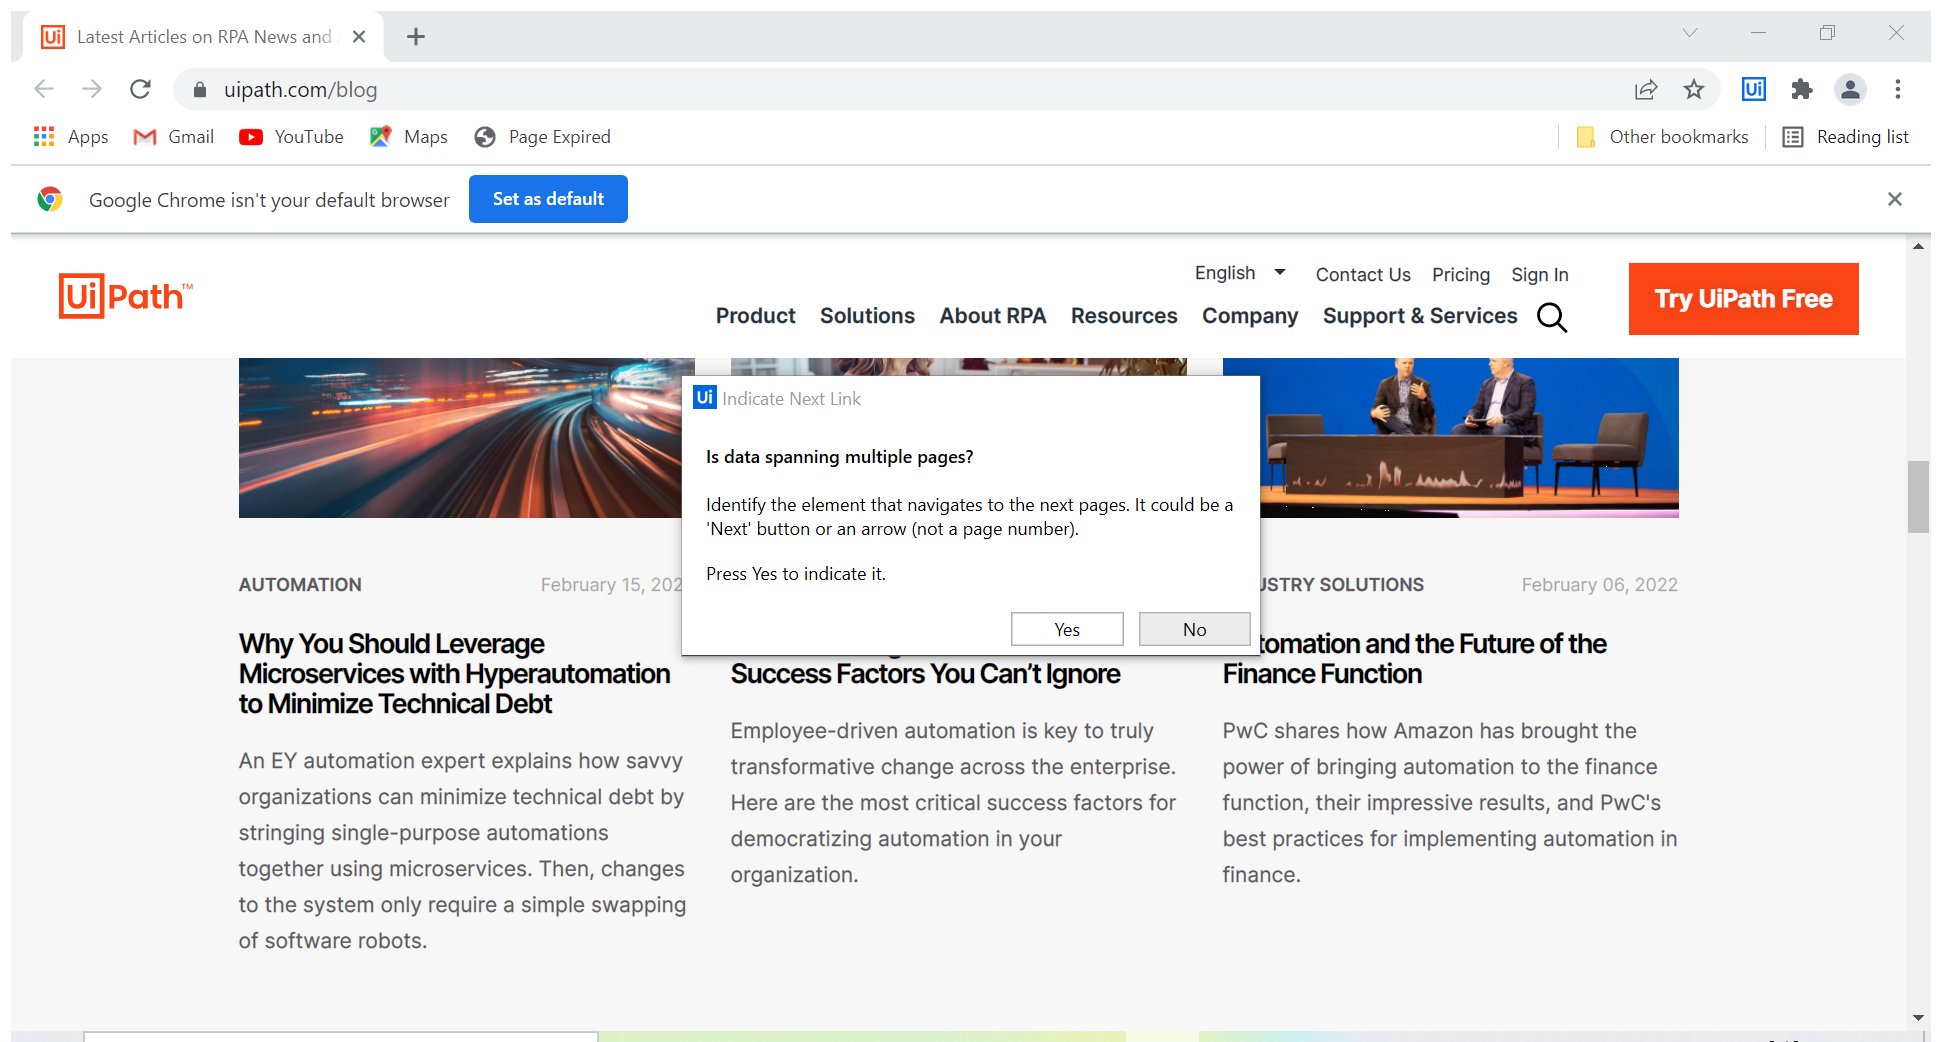 Ui Latest Articles on RPA News and
uipath.com/blog
Ui
Apps Gmail YouTube Maps Page Expired Other bookmarks Reading list
Google Chrome isn't your default browser Set as default
English Contact Us Pricing Sign In
UiPath™
Try UiPath Free
Product Solutions About RPA Resources Company Support & Services
Ui Indicate Next Link
Is data spanning multiple pages?
Identify the element that navigates to the next pages. It could be a
'Next' button or an arrow (not a page number).
Press Yes to indicate it.
Yes No
AUTOMATION February 15, 202
USTRY SOLUTIONS February 06, 2022
Why You Should Leverage
Microservices with Hyperautomation
to Minimize Technical Debt
An EY automation expert explains how savvy
organizations can minimize technical debt by
stringing single-purpose automations
together using microservices. Then, changes
to the system only require a simple swapping
of software robots.
Success Factors You Can't Ignore
Employee-driven automation is key to truly
transformative change across the enterprise.
Here are the most critical success factors for
democratizing automation in your
organization.
tomation and the Future of the
Finance Function
PwC shares how Amazon has brought the
power of bringing automation to the finance
function, their impressive results, and PwC's
best practices for implementing automation in
finance.